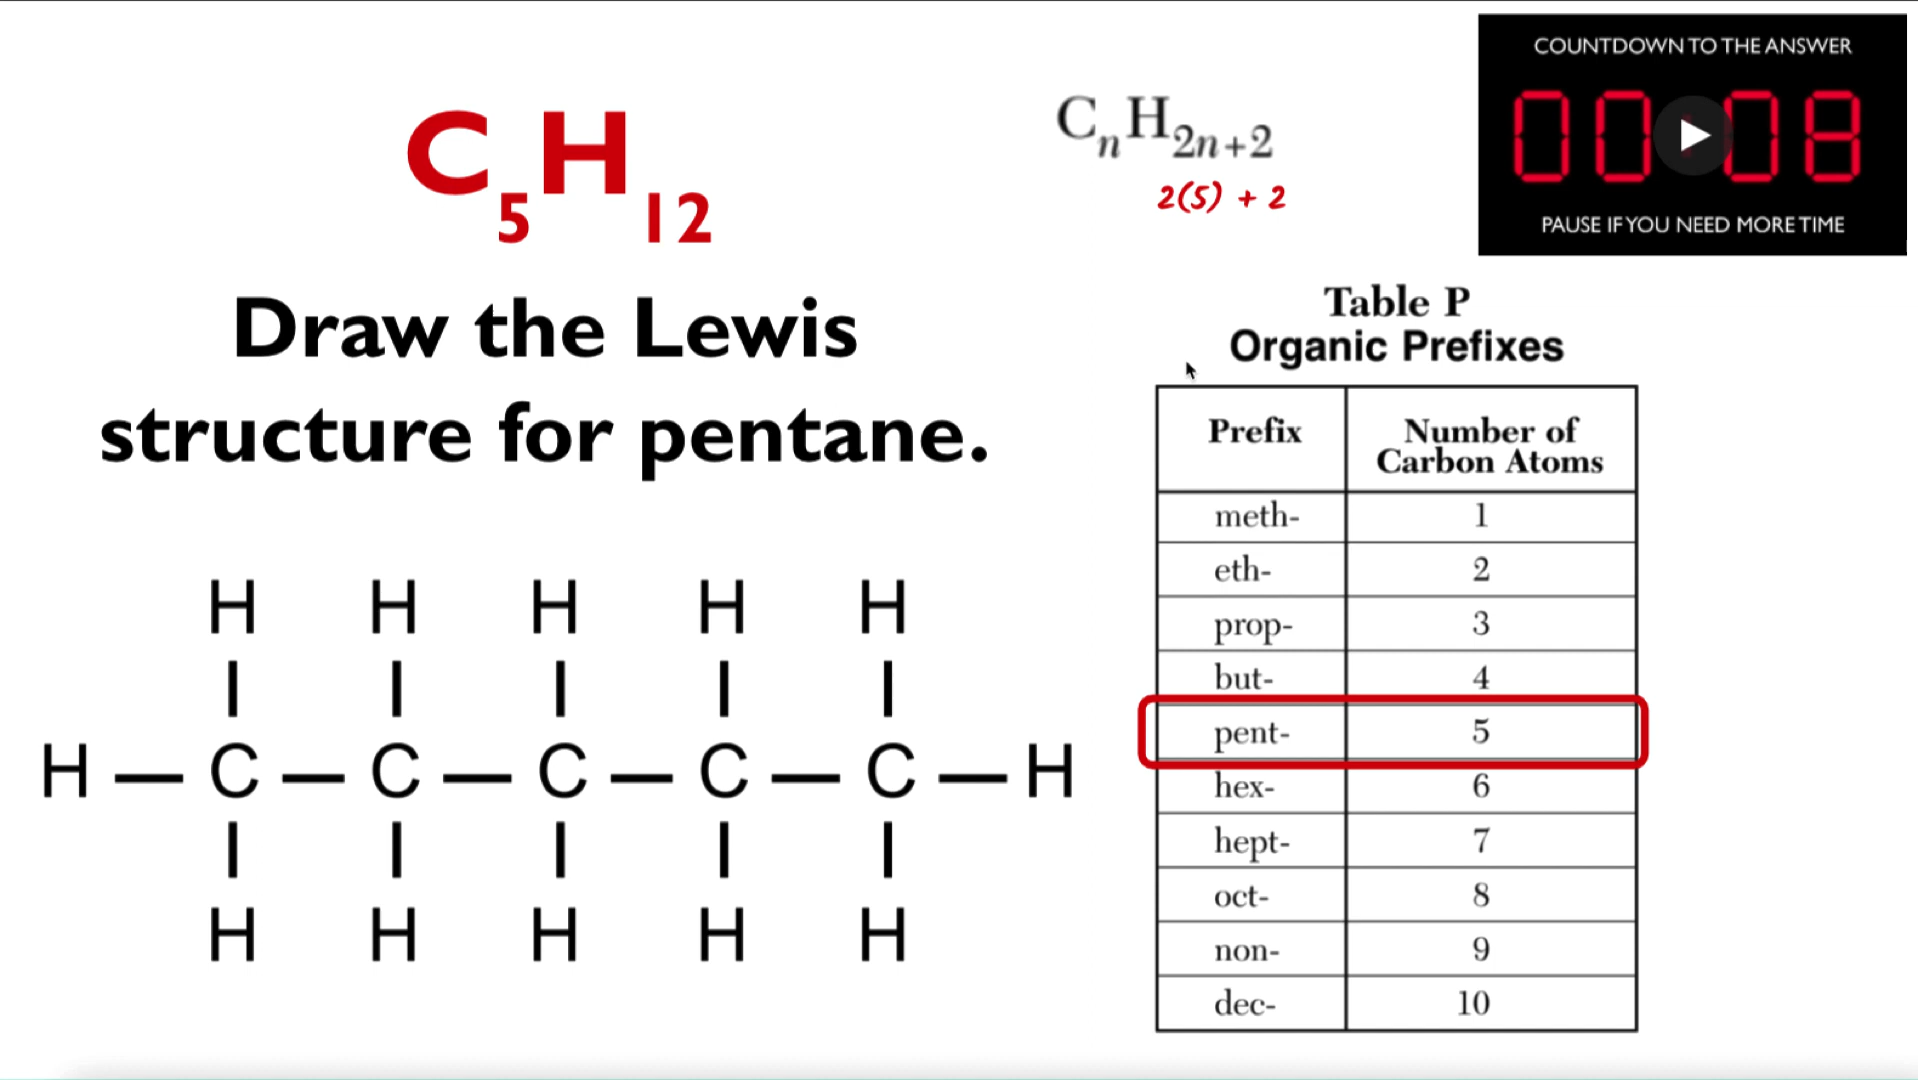 C5H12
CnH2n+2
2(5) + 2
COUNTDOWN TO THE ANSWER
00:08
PAUSE IF YOU NEED MORE TIME
Draw the Lewis
structure for pentane.
H H H H H
| | | | |
H — C — C — C — C — C — H
| | | | |
H H H H H
Table P
Organic Prefixes
Prefix Number of
Carbon Atoms
meth- 1
eth- 2
prop- 3
but- 4
pent- 5
hex- 6
hept- 7
oct- 8
non- 9
dec- 10